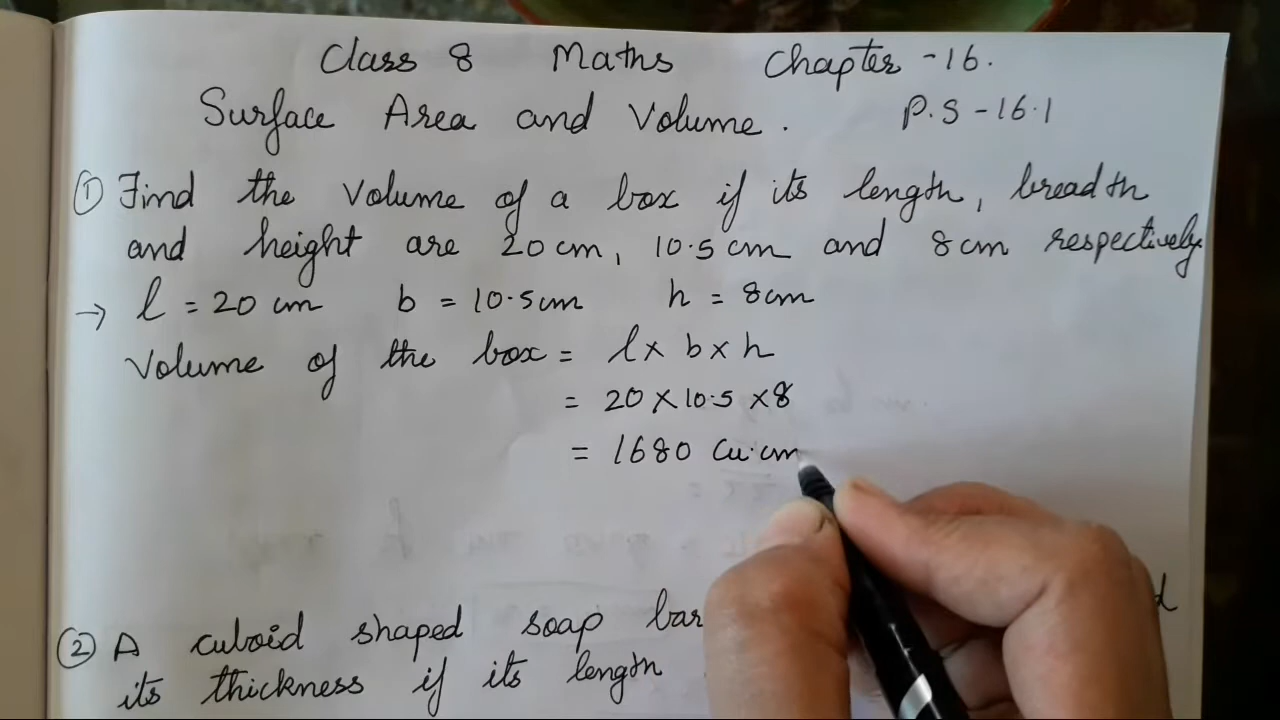 Class 8 Maths Chapter - 16.
Surface Area and Volume. P.S - 16.1
① Find the Volume of a box if its length, breadth
and height are 20 cm, 10.5 cm and 8 cm respectively.
→ l = 20 cm b = 10.5 cm h = 8 cm
Volume of the box = l × b × h
= 20 × 10.5 × 8
= 1680 Cu.cm
② A cuboid shaped soap bar
its thickness if its length